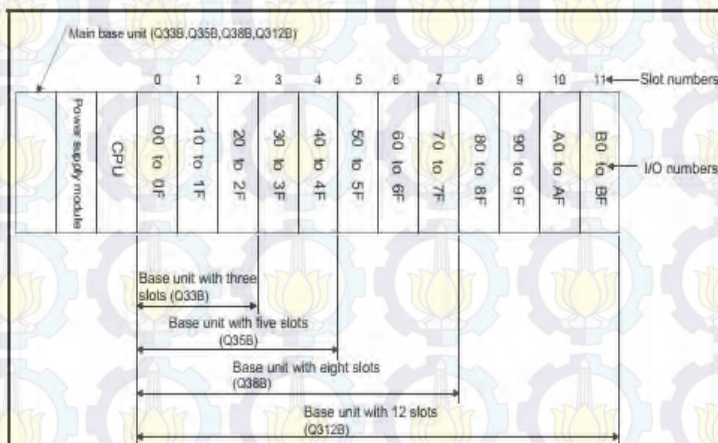 Main base unit (Q33B,Q35B,Q38B,Q312B)
0 1 2 3 4 5 6 7 8 9 10 11 Slot numbers
Power supply module
CPU
00 to 0F
10 to 1F
20 to 2F
30 to 3F
40 to 4F
50 to 5F
60 to 6F
70 to 7F
80 to 8F
90 to 9F
A0 to AF
B0 to BF
I/O numbers
Base unit with three
slots (Q33B)
Base unit with five slots
(Q35B)
Base unit with eight slots
(Q38B)
Base unit with 12 slots
(Q312B)